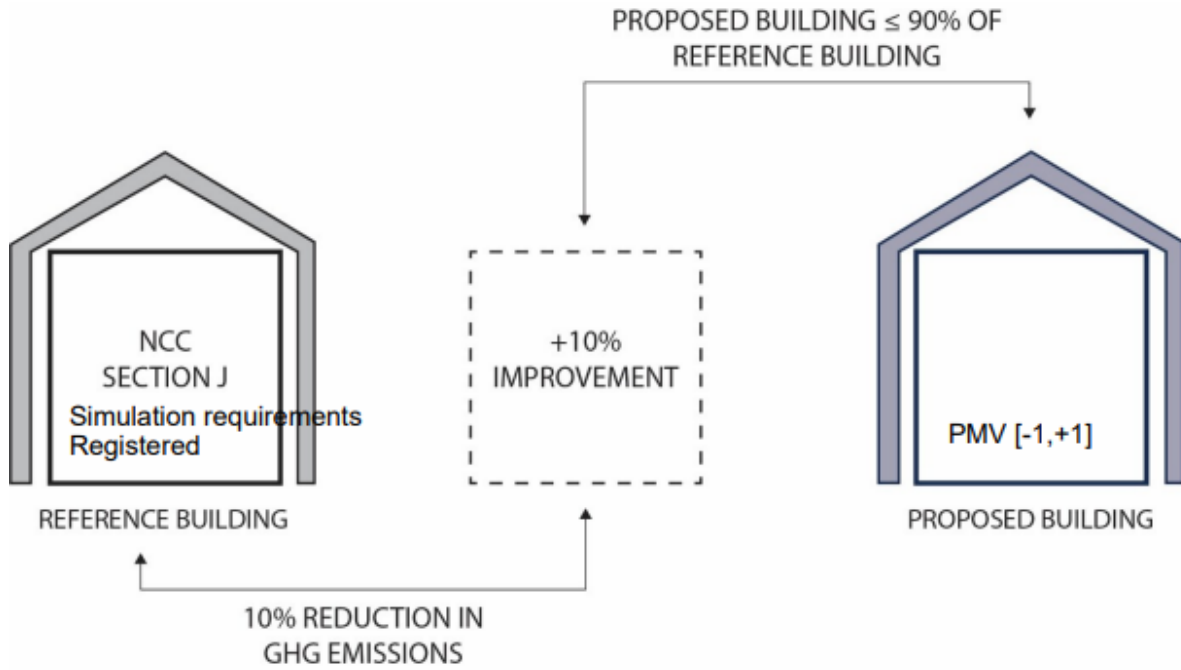 PROPOSED BUILDING ≤ 90% OF
REFERENCE BUILDING
NCC
SECTION J
Simulation requirements
Registered
+10%
IMPROVEMENT
PMV [-1,+1]
REFERENCE BUILDING
PROPOSED BUILDING
10% REDUCTION IN
GHG EMISSIONS